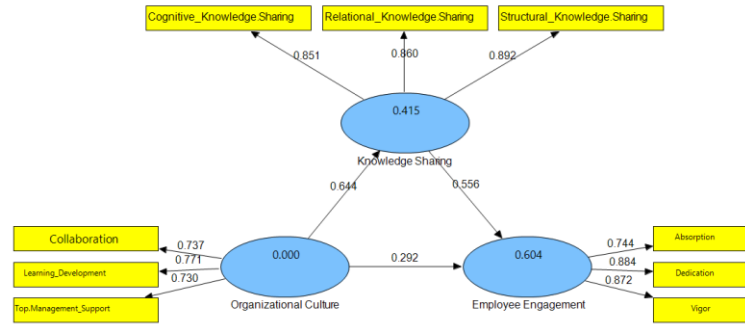 Cognitive_Knowledge.Sharing
Relational_Knowledge.Sharing
Structural_Knowledge.Sharing
0.851
0.860
0.892
0.415
Knowledge Sharing
0.644
0.556
Collaboration
Learning_Development
Top.Management_Support
0.737
0.771
0.730
0.000
Organizational Culture
0.292
0.604
Employee Engagement
0.744
0.884
0.872
Absorption
Dedication
Vigor